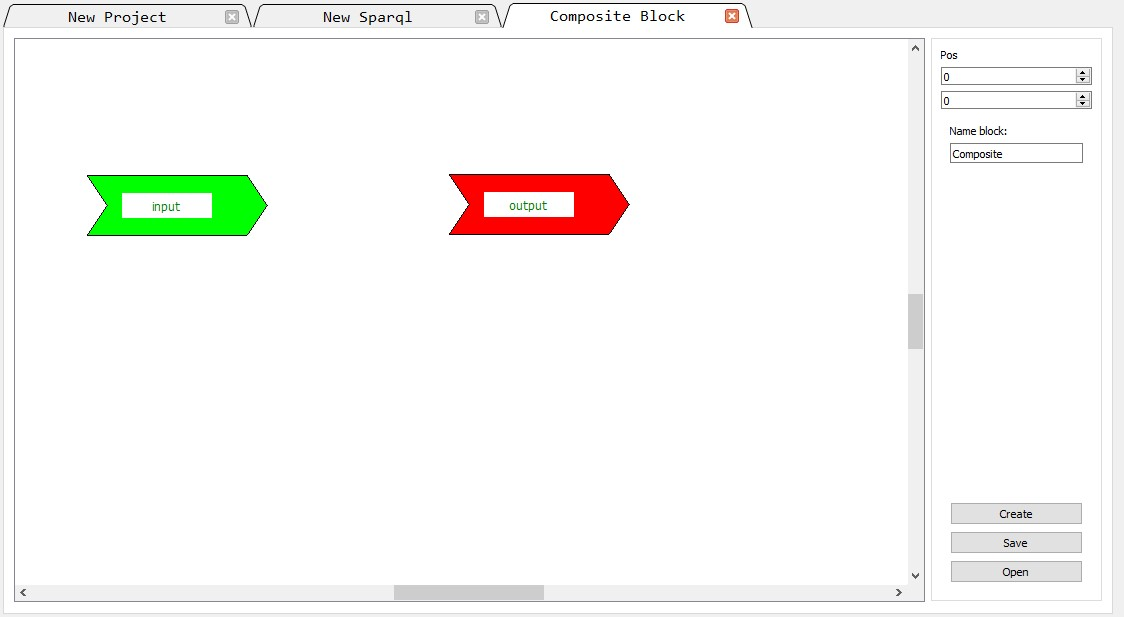 New Project
New Sparql
Composite Block
input
output
Pos
0
0
Name block:
Composite
Create
Save
Open